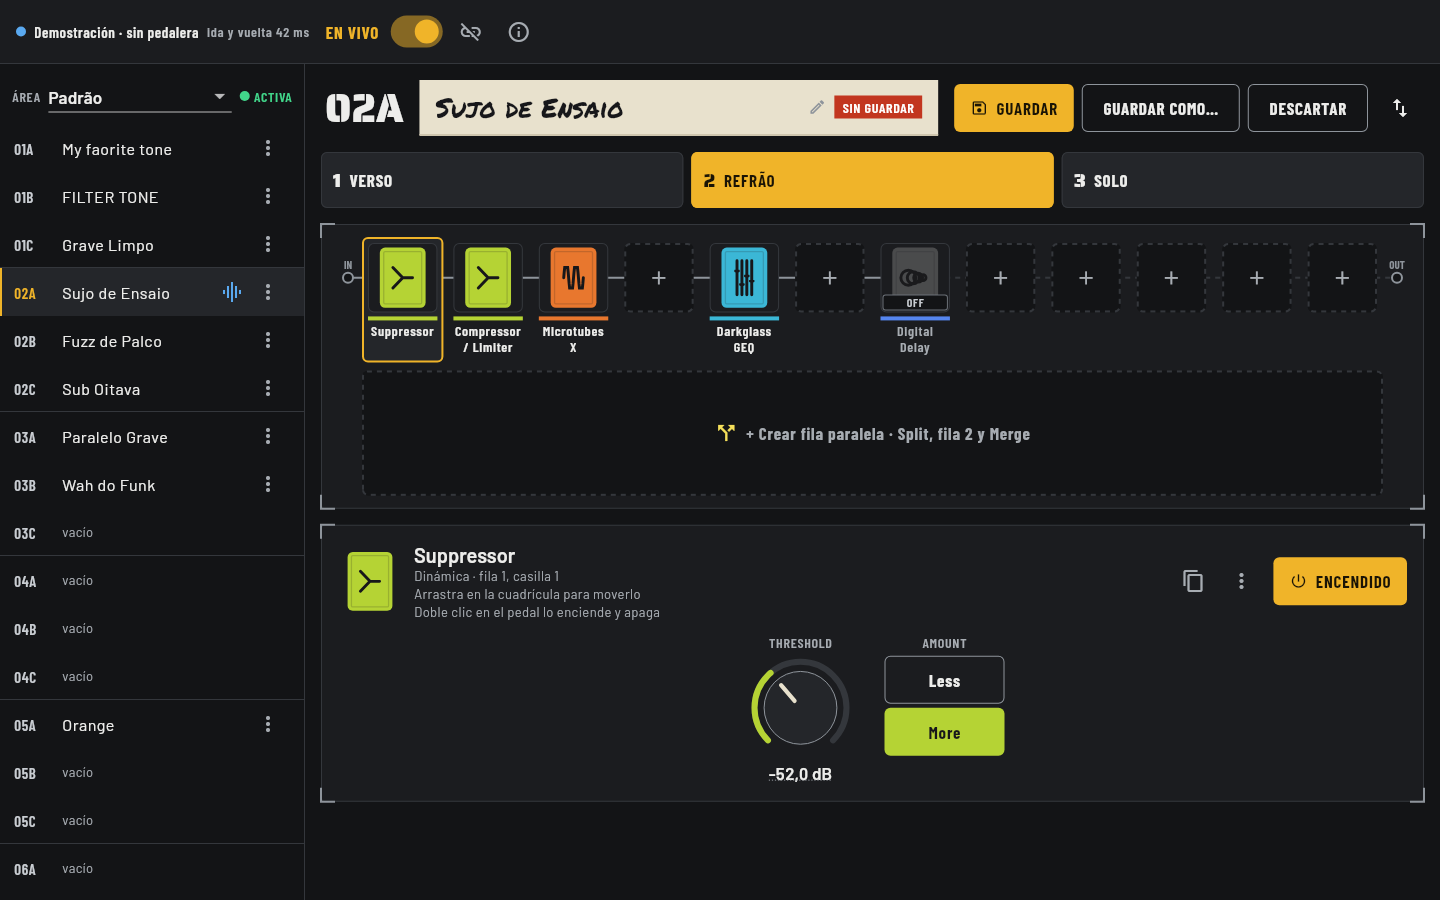 Demostración · sin pedalera Ida y vuelta 42 ms EN VIVO
ÁREA Padrão ACTIVA
01A My faorite tone
01B FILTER TONE
01C Grave Limpo
02A Sujo de Ensaio
02B Fuzz de Palco
02C Sub Oitava
03A Paralelo Grave
03B Wah do Funk
03C vacío
04A vacío
04B vacío
04C vacío
05A Orange
05B vacío
05C vacío
06A vacío
02A Sujo de Ensaio SIN GUARDAR GUARDAR GUARDAR COMO... DESCARTAR
1 VERSO
2 REFRÃO
3 SOLO
IN
OUT
Suppressor
Compressor
/ Limiter
Microtubes
X
+
Darkglass
GEQ
+
OFF
Digital
Delay
+
+
+
+
+
+ Crear fila paralela · Split, fila 2 y Merge
Suppressor
Dinámica · fila 1, casilla 1
Arrastra en la cuadrícula para moverlo
Doble clic en el pedal lo enciende y apaga
ENCENDIDO
THRESHOLD
-52,0 dB
AMOUNT
Less
More